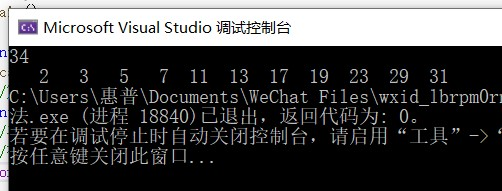 Microsoft Visual Studio 调试控制台
34
2 3 5 7 11 13 17 19 23 29 31
C:\Users\惠普\Documents\WeChat Files\wxid_lbrpm0r
法.exe (进程 18840)已退出，返回代码为: 0。
若要在调试停止时自动关闭控制台，请启用“工具”->“
按任意键关闭此窗口...